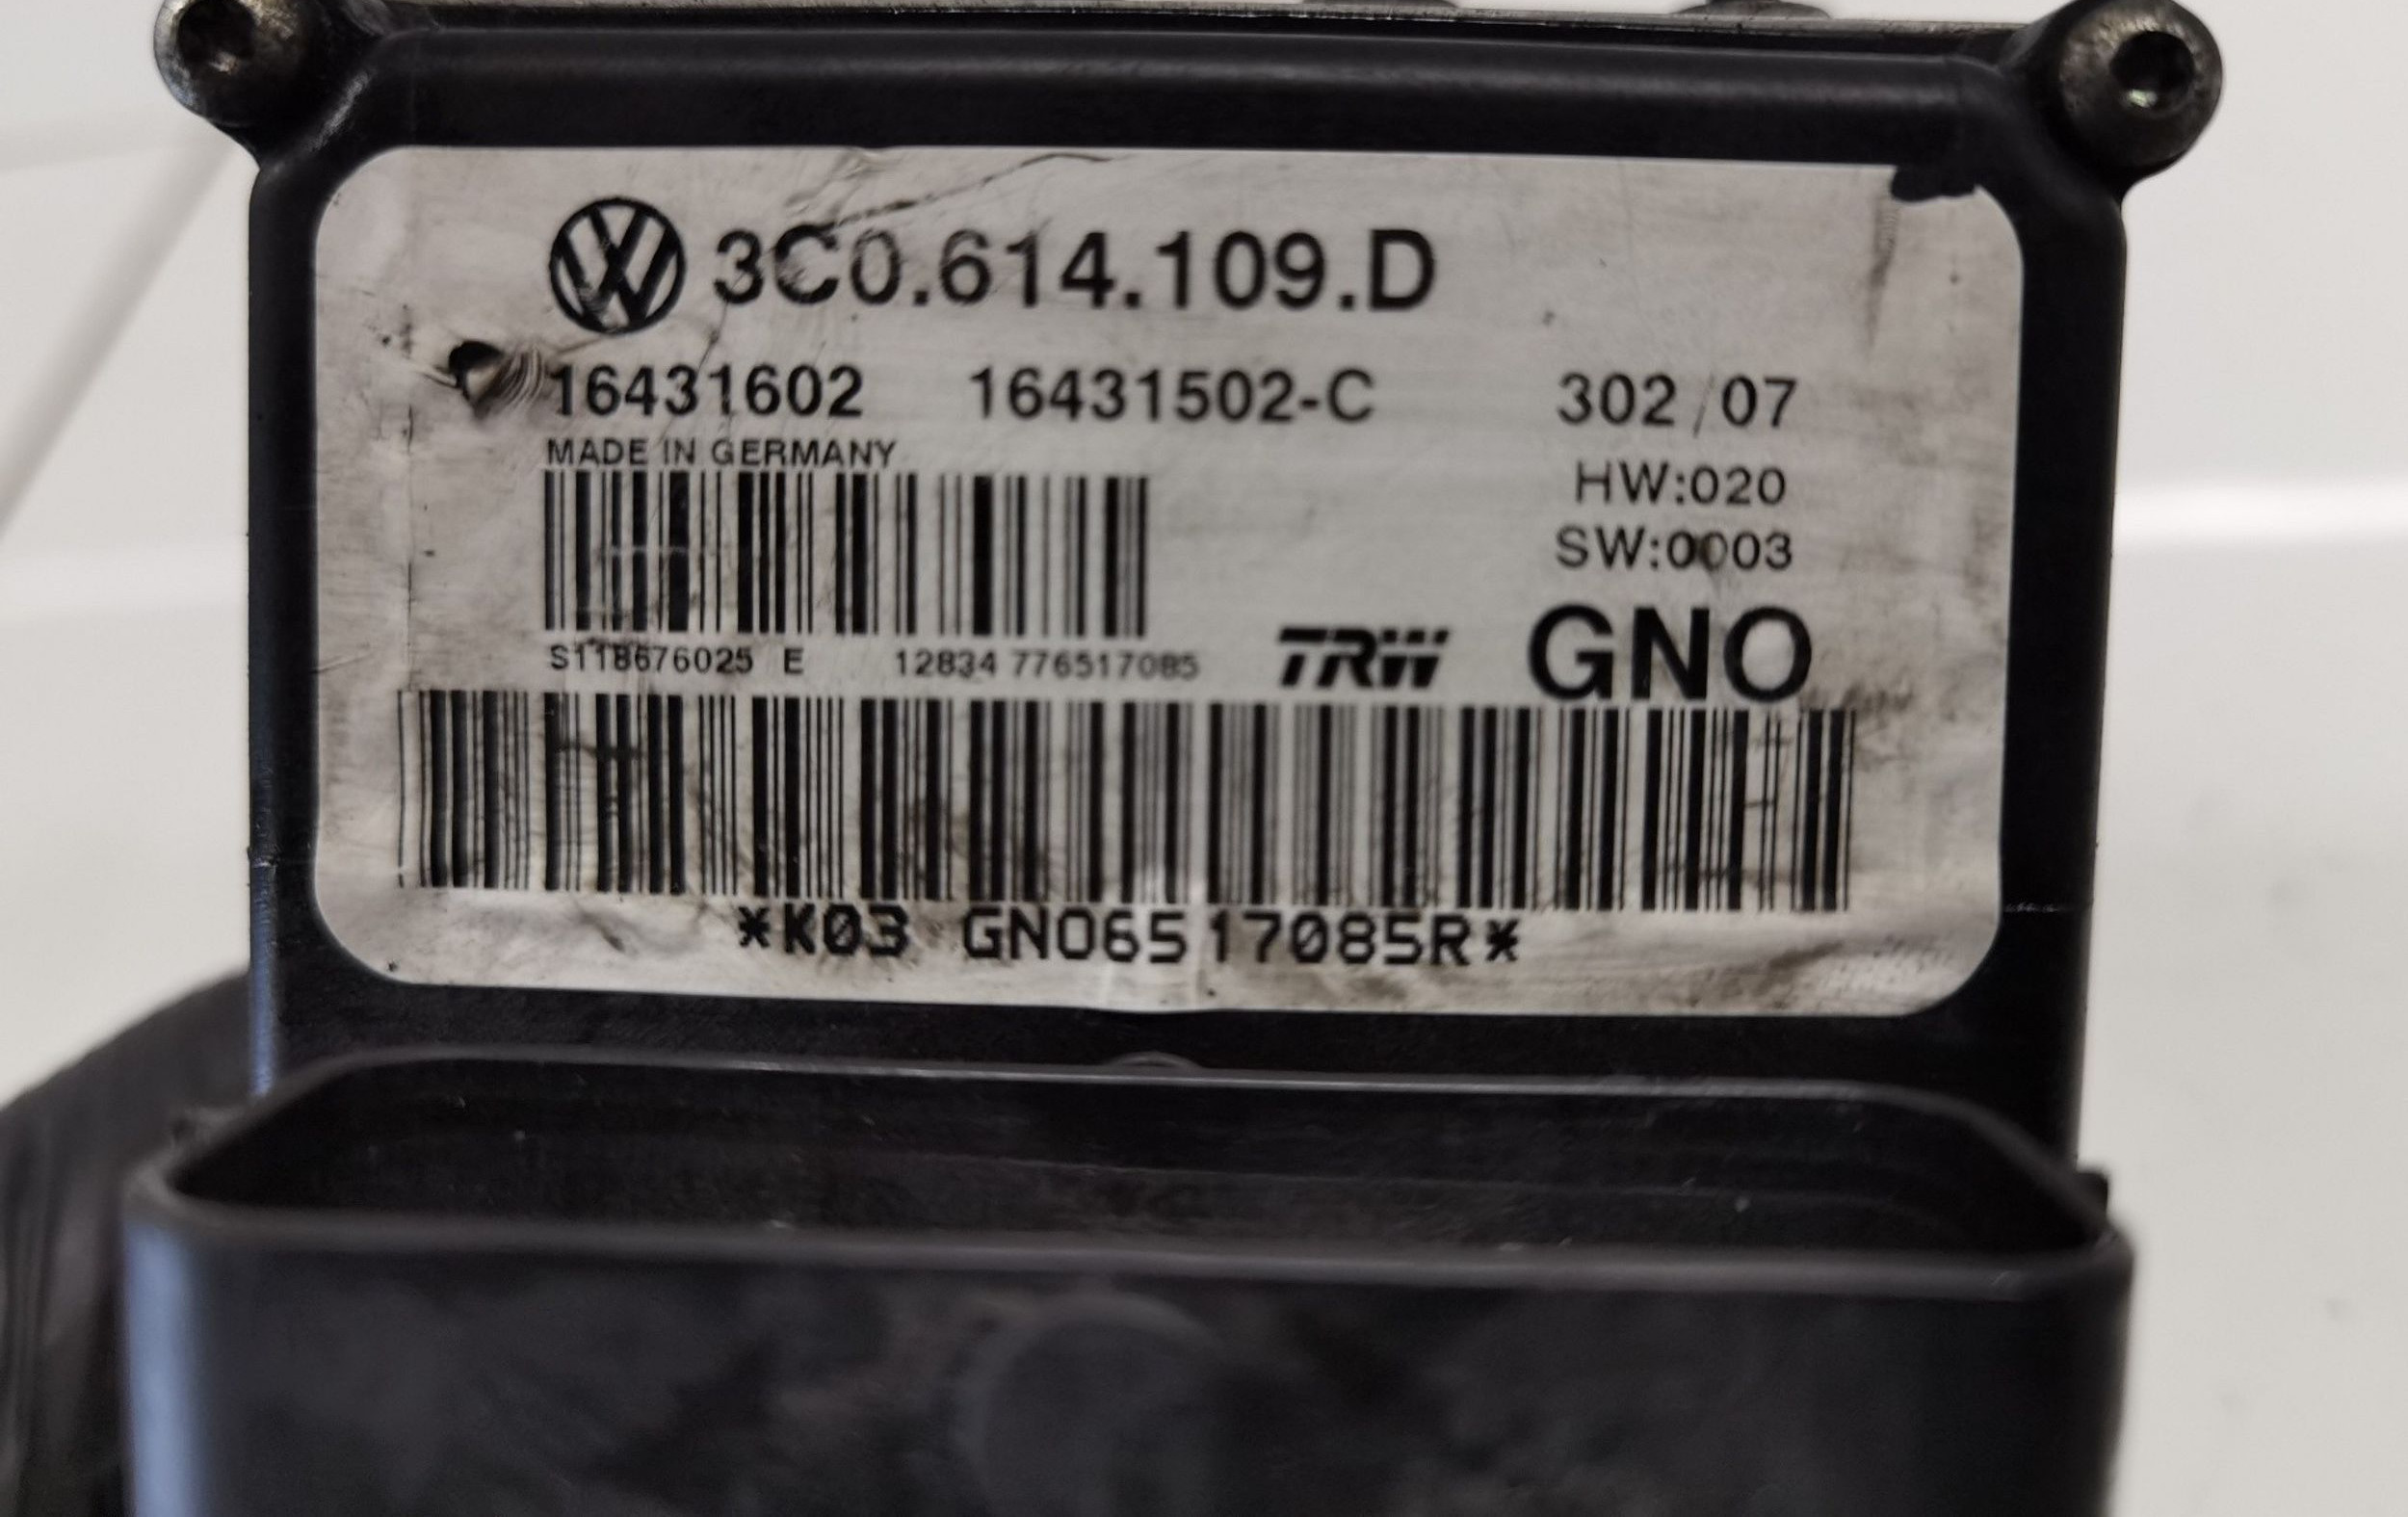 3C0.614.109.D
16431602 16431502-C 302/07
MADE IN GERMANY
HW:020
SW:0003
S118676025 E 12834 776517085 TRW GNO
*K03 GNO6517085R*